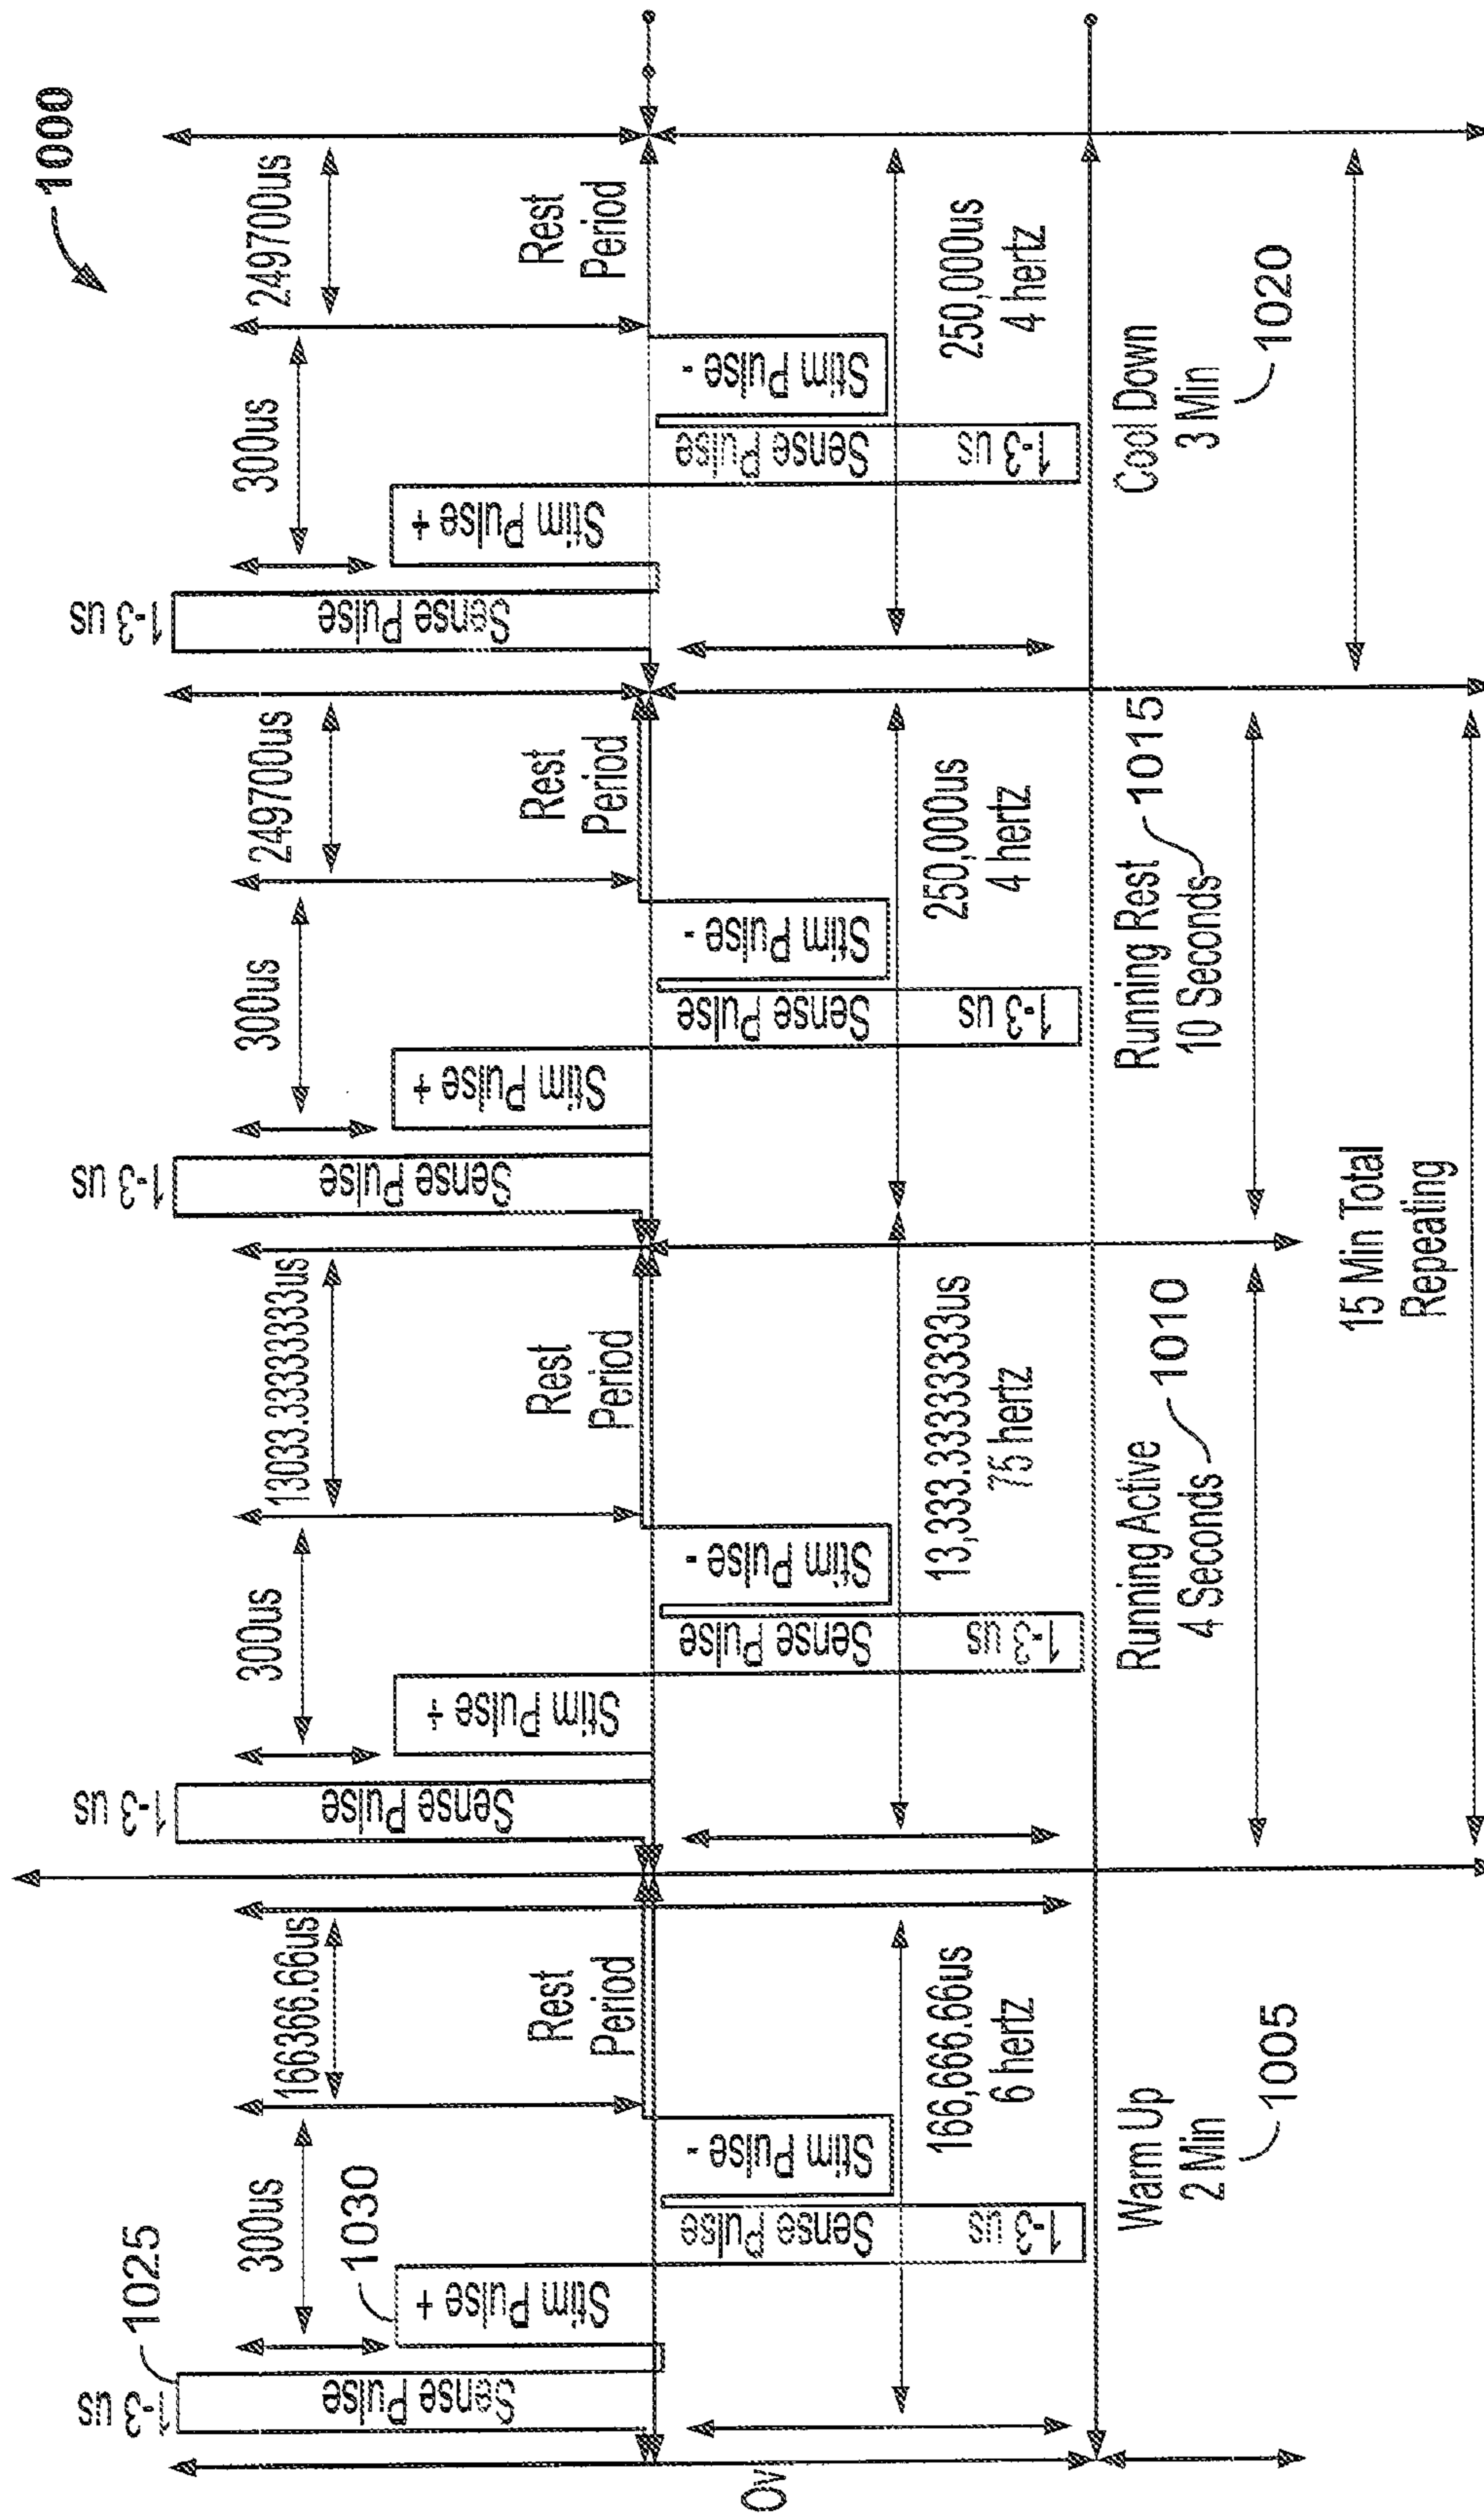 1000
1-3 us
Sense Pulse
1025
300us
1030
Stim Pulse +
Sense Pulse
1-3 us
Stim Pulse -
166366.66us
Rest
Period
166,666.66us
6 hertz
Warm Up
2 Min
1005
0v
1-3 us
Sense Pulse
300us
Stim Pulse +
Sense Pulse
1-3 us
Stim Pulse -
13033.3333333333us
Rest
Period
13,333.3333333333us
75 hertz
Running Active
4 Seconds
1010
1-3 us
Sense Pulse
300us
Stim Pulse +
Sense Pulse
1-3 us
Stim Pulse -
249700us
Rest
Period
250,000us
4 hertz
Running Rest
10 Seconds
1015
15 Min Total
Repeating
1-3 us
Sense Pulse
300us
Stim Pulse +
Sense Pulse
1-3 us
Stim Pulse -
249700us
Rest
Period
250,000us
4 hertz
Cool Down
3 Min
1020